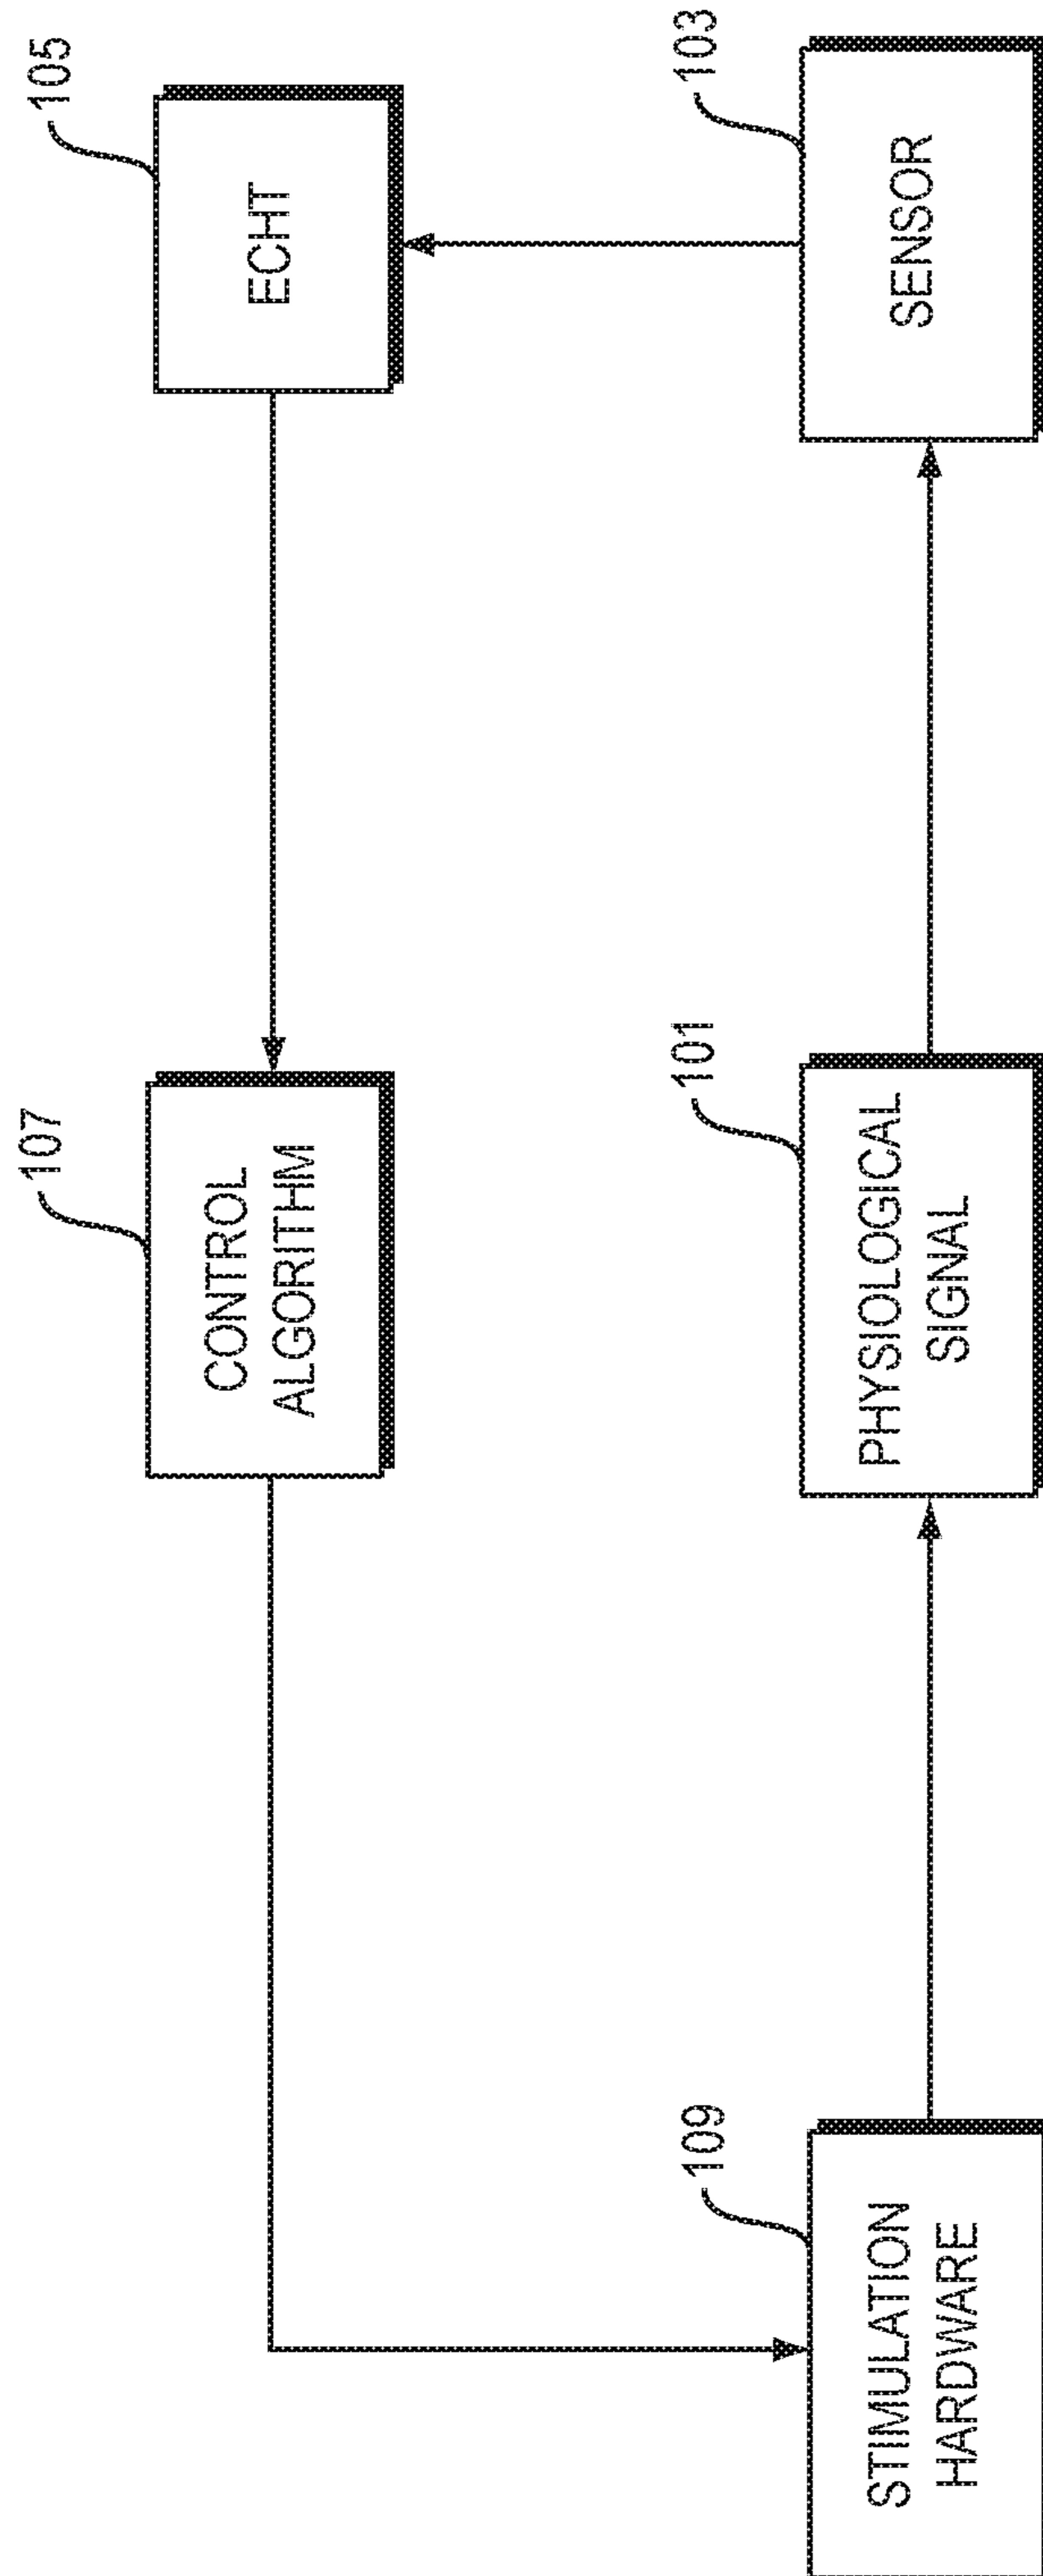 107
CONTROL
ALGORITHM
105
ECHT
109
STIMULATION
HARDWARE
101
PHYSIOLOGICAL
SIGNAL
103
SENSOR